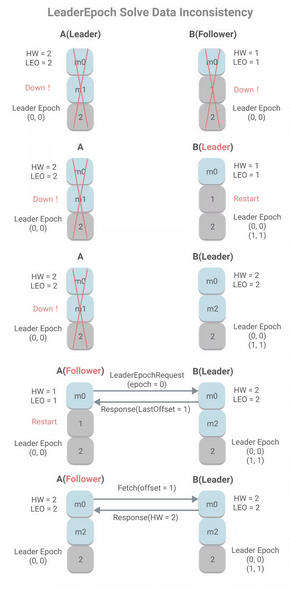 LeaderEpoch Solve Data Inconsistency
A(Leader)
B(Follower)
HW = 2
LEO = 2
m0
m0
HW = 1
LEO = 1
Down !
m1
Down !
Leader Epoch
(0, 0)
2
2
Leader Epoch
(0, 0)
A
B(Leader)
HW = 2
LEO = 2
m0
m0
HW = 1
LEO = 1
Down !
m1
1
Restart
Leader Epoch
(0, 0)
2
2
Leader Epoch
(0, 0)
(1, 1)
A
B(Leader)
HW = 2
LEO = 2
m0
m0
HW = 2
LEO = 2
Down !
m1
m2
Leader Epoch
(0, 0)
2
2
Leader Epoch
(0, 0)
(1, 1)
A(Follower)
B(Leader)
LeaderEpochRequest
(epoch = 0)
HW = 1
LEO = 1
m0
m0
HW = 2
LEO = 2
Response(LastOffset = 1)
Restart
1
m2
Leader Epoch
(0, 0)
2
2
Leader Epoch
(0, 0)
(1, 1)
A(Follower)
B(Leader)
Fetch(offset = 1)
HW = 2
LEO = 2
m0
m0
HW = 2
LEO = 2
Response(HW = 2)
m2
m2
Leader Epoch
(0, 0)
2
2
Leader Epoch
(0, 0)
(1, 1)